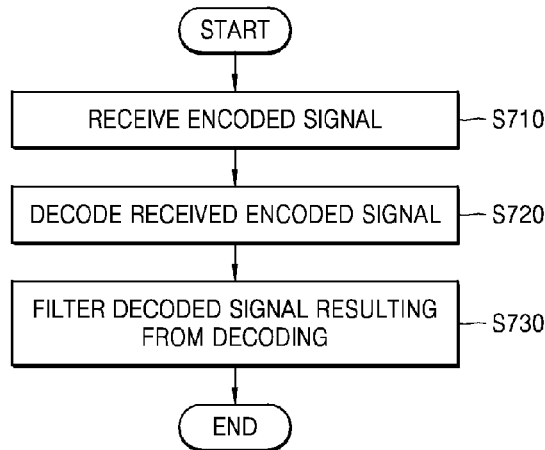 START
RECEIVE ENCODED SIGNAL
S710
DECODE RECEIVED ENCODED SIGNAL
S720
FILTER DECODED SIGNAL RESULTING
FROM DECODING
S730
END